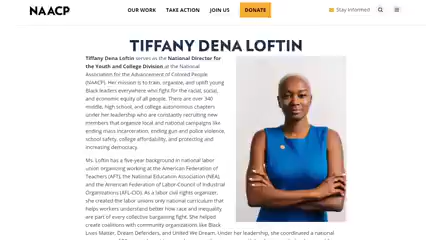 NAACP
OUR WORK
TAKE ACTION
JOIN US
DONATE
Stay Informed
TIFFANY DENA LOFTIN
Tiffany Dena Loftin serves as the National Director for
the Youth and College Division at the National
Association for the Advancement of Colored People
(NAACP). Her mission is to train, organize, and uplift young
Black leaders everywhere who fight for the racial, social,
and economic equity of all people. There are over 340
middle, high school, and college autonomous chapters
under her leadership who are constantly recruiting new
members that organize local and national campaigns like
ending mass incarceration, ending gun and police violence,
school safety, college affordability, and protecting and
increasing democracy.
Ms. Loftin has a five-year background in national labor
union organizing working at the American Federation of
Teachers (AFT), the National Education Association (NEA),
and the American Federation of Labor-Council of Industrial
Organizations (AFL-CIO). As a labor civil rights organizer,
she created the labor unions only national curriculum that
helps workers understand better how race and inequality
are part of every collective bargaining fight. She helped
create coalitions with community organizations like Black
Lives Matter, Dream Defenders, and United We Dream. Under her leadership, she coordinated a national